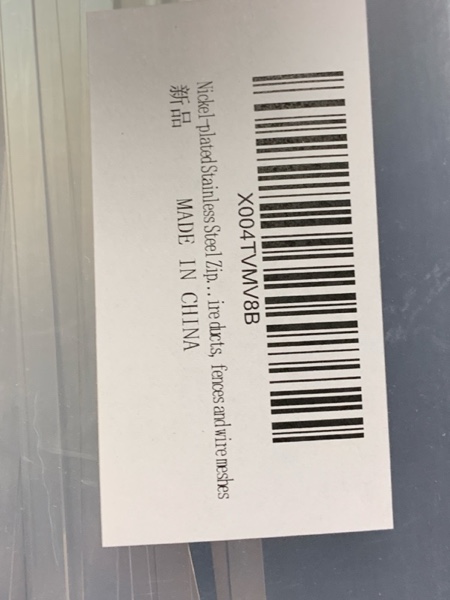 X004TVMV8B
Nickel-plated Stainless Steel Zip... ire ducts, fences and wire meshes
新品
MADE IN CHINA